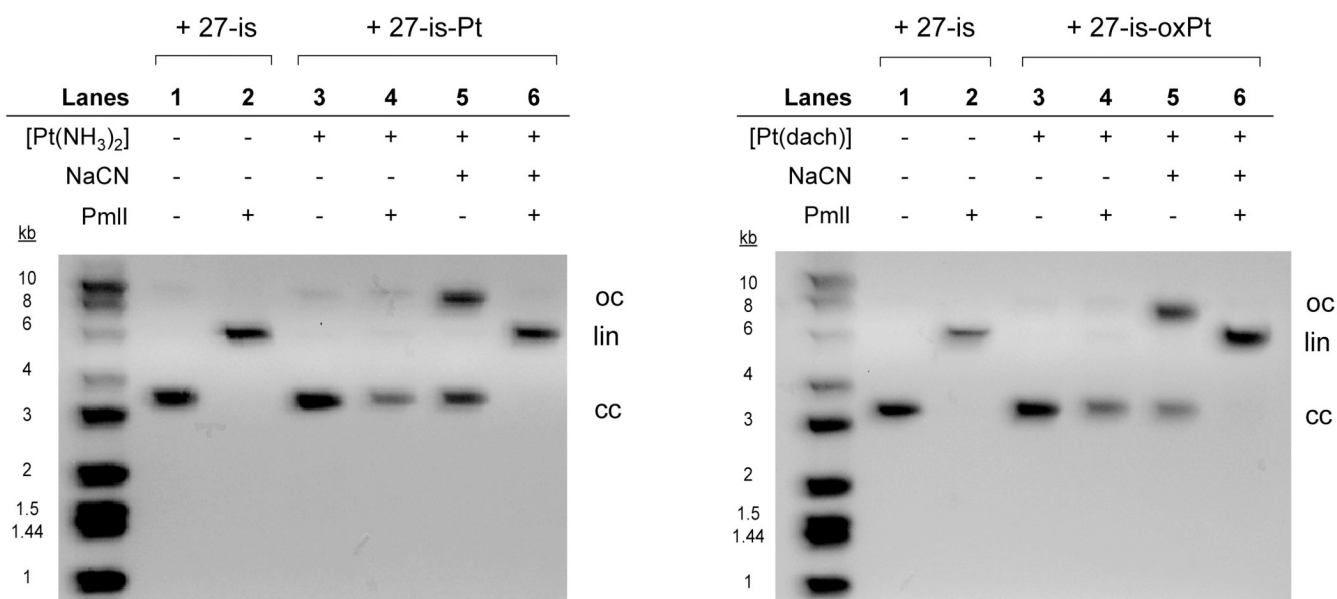 + 27-is + 27-is-Pt
Lanes 1 2 3 4 5 6
[Pt(NH₃)₂] - - + + + +
NaCN - - - - + +
PmlI - + - + - +
kb
10
8
6
4
3
2
1.5
1.44
1
oc
lin
cc
+ 27-is + 27-is-oxPt
Lanes 1 2 3 4 5 6
[Pt(dach)] - - + + + +
NaCN - - - - + +
PmlI - + - + - +
kb
10
8
6
4
3
2
1.5
1.44
1
oc
lin
cc